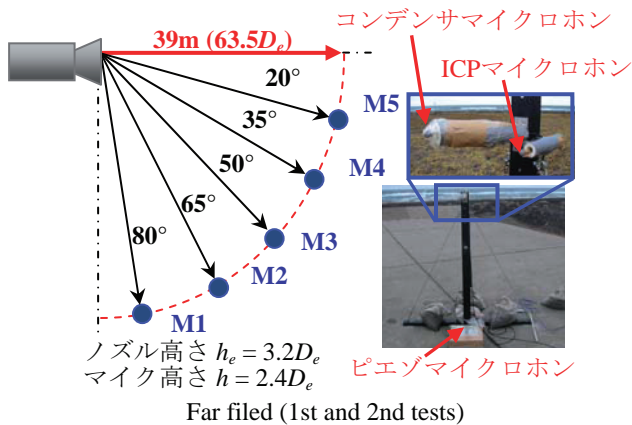 コンデンサマイクロホン
39m (63.5De)
ICPマイクロホン
20°
M5
35°
M4
50°
65°
M3
80°
M2
M1
ノズル高さ he = 3.2De
マイク高さ h = 2.4De
ピエゾマイクロホン
Far filed (1st and 2nd tests)